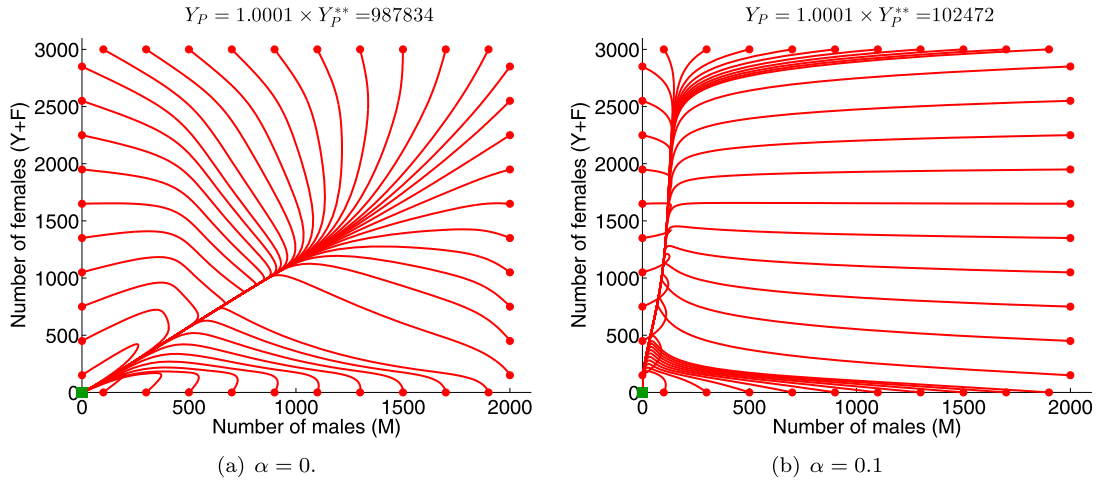 Y_P = 1.0001 × Y_P^{**} =987834
3000
2500
2000
1500
1000
500
0
0 500 1000 1500 2000
Number of females (Y+F)
Number of males (M)
(a) α = 0.
Y_P = 1.0001 × Y_P^{**} =102472
3000
2500
2000
1500
1000
500
0
0 500 1000 1500 2000
Number of females (Y+F)
Number of males (M)
(b) α = 0.1